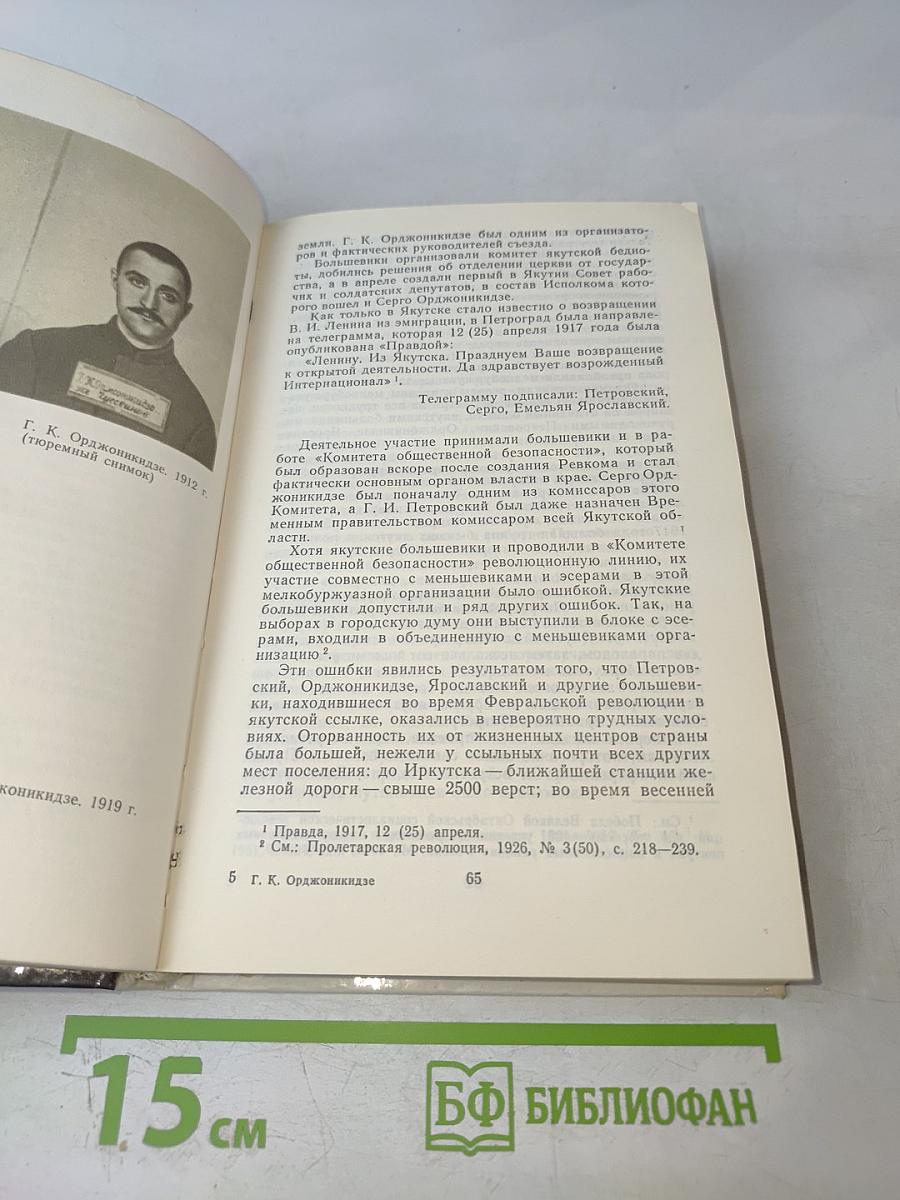 Г. К. Орджоникидзе. 1912 г.
(тюремный снимок)
жоникидзе. 1919 г.
земли. Г. К. Орджоникидзе был одним из организато-
ров и фактических руководителей съезда.
Большевики организовали комитет якутской бедно-
ты, добились решения об отделении церкви от государ-
ства, а в апреле создали первый в Якутии Совет рабо-
чих и солдатских депутатов, в состав Исполкома кото-
рого вошел и Серго Орджоникидзе.
Как только в Якутске стало известно о возвращении
В. И. Ленина из эмиграции, в Петроград была направле-
на телеграмма, которая 12 (25) апреля 1917 года была
опубликована «Правдой»:
«Ленину. Из Якутска. Празднуем Ваше возвращение
к открытой деятельности. Да здравствует возрожденный
Интернационал» ¹.
Телеграмму подписали: Петровский,
Серго, Емельян Ярославский.
Деятельное участие принимали большевики и в ра-
боте «Комитета общественной безопасности», который
был образован вскоре после создания Ревкома и стал
фактически основным органом власти в крае. Серго Орд-
жоникидзе был поначалу одним из комиссаров этого
Комитета, а Г. И. Петровский был даже назначен Вре-
менным правительством комиссаром всей Якутской об-
ласти.
Хотя якутские большевики и проводили в «Комитете
общественной безопасности» революционную линию, их
участие совместно с меньшевиками и эсерами в этой
мелкобуржуазной организации было ошибкой. Якутские
большевики допустили и ряд других ошибок. Так, на
выборах в городскую думу они выступили в блоке с эсе-
рами, входили в объединенную с меньшевиками орга-
низацию ².
Эти ошибки явились результатом того, что Петров-
ский, Орджоникидзе, Ярославский и другие большеви-
ки, находившиеся во время Февральской революции в
якутской ссылке, оказались в невероятно трудных усло-
виях. Оторванность их от жизненных центров страны
была большей, нежели у ссыльных почти всех других
мест поселения: до Иркутска — ближайшей станции же-
лезной дороги — свыше 2500 верст; во время весенней
¹ Правда, 1917, 12 (25) апреля.
² См.: Пролетарская революция, 1926, № 3(50), с. 218—239.
5 Г. К. Орджоникидзе 65
15 см
БФ БИБЛИОФАН